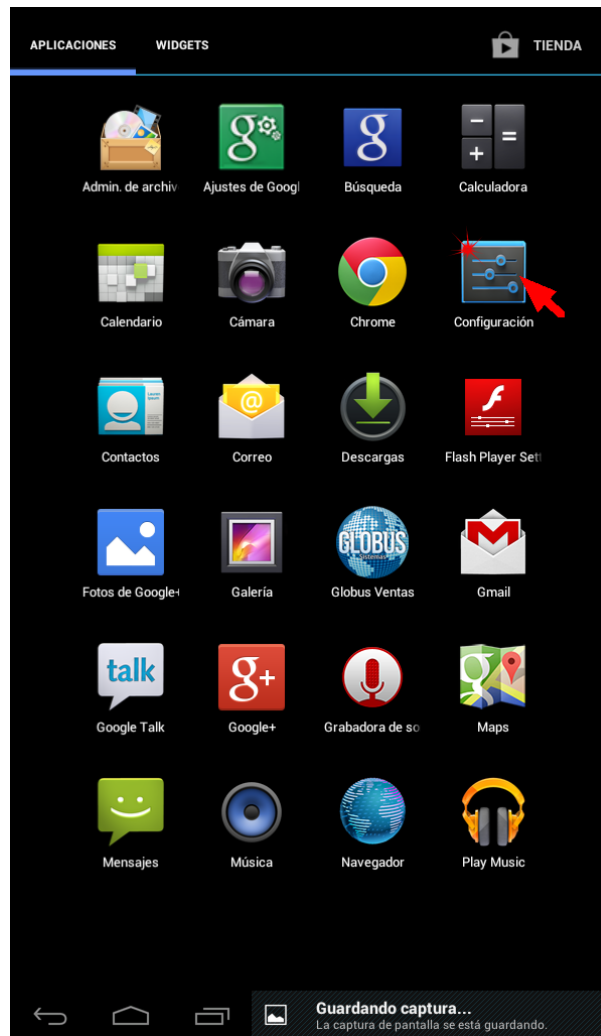 APLICACIONES WIDGETS TIENDA
Admin. de archiv Ajustes de Googl Búsqueda Calculadora
Calendario Cámara Chrome Configuración
Contactos Correo Descargas Flash Player Sett
GLOBUS
Sistemas
Fotos de Google+ Galería Globus Ventas Gmail
talk
g+
Google Talk Google+ Grabadora de so Maps
Mensajes Música Navegador Play Music
Guardando captura...
La captura de pantalla se está guardando.